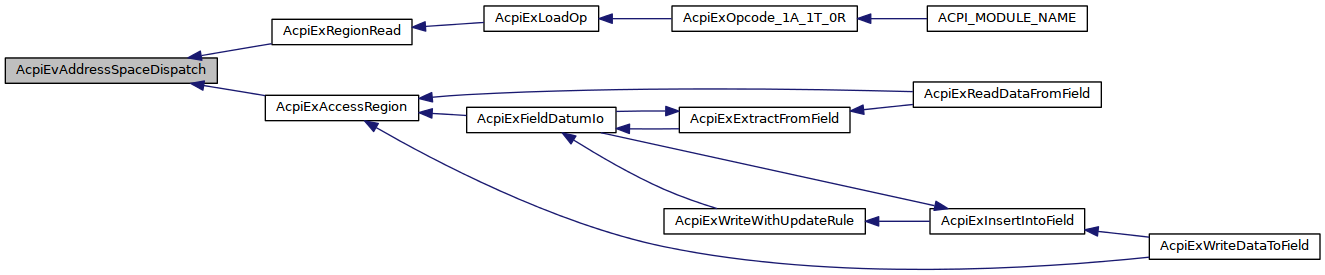 AcpiExLoadOp
AcpiExOpcode_1A_1T_0R
ACPI_MODULE_NAME
AcpiExRegionRead
AcpiEvAddressSpaceDispatch
AcpiExAccessRegion
AcpiExReadDataFromField
AcpiExFieldDatumIo
AcpiExExtractFromField
AcpiExWriteWithUpdateRule
AcpiExInsertIntoField
AcpiExWriteDataToField